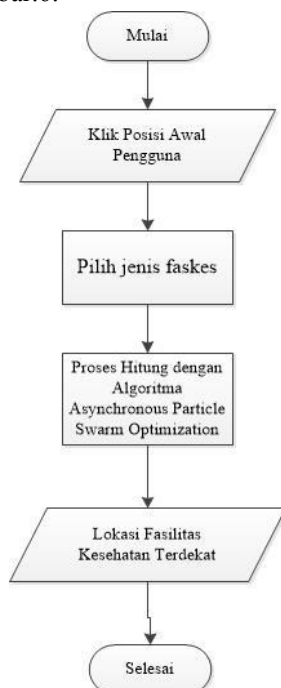 Mulai
Klik Posisi Awal
Pengguna
Pilih jenis faskes
Proses Hitung dengan
Algoritma
Asynchronous Particle
Swarm Optimization
Lokasi Fasilitas
Kesehatan Terdekat
Selesai